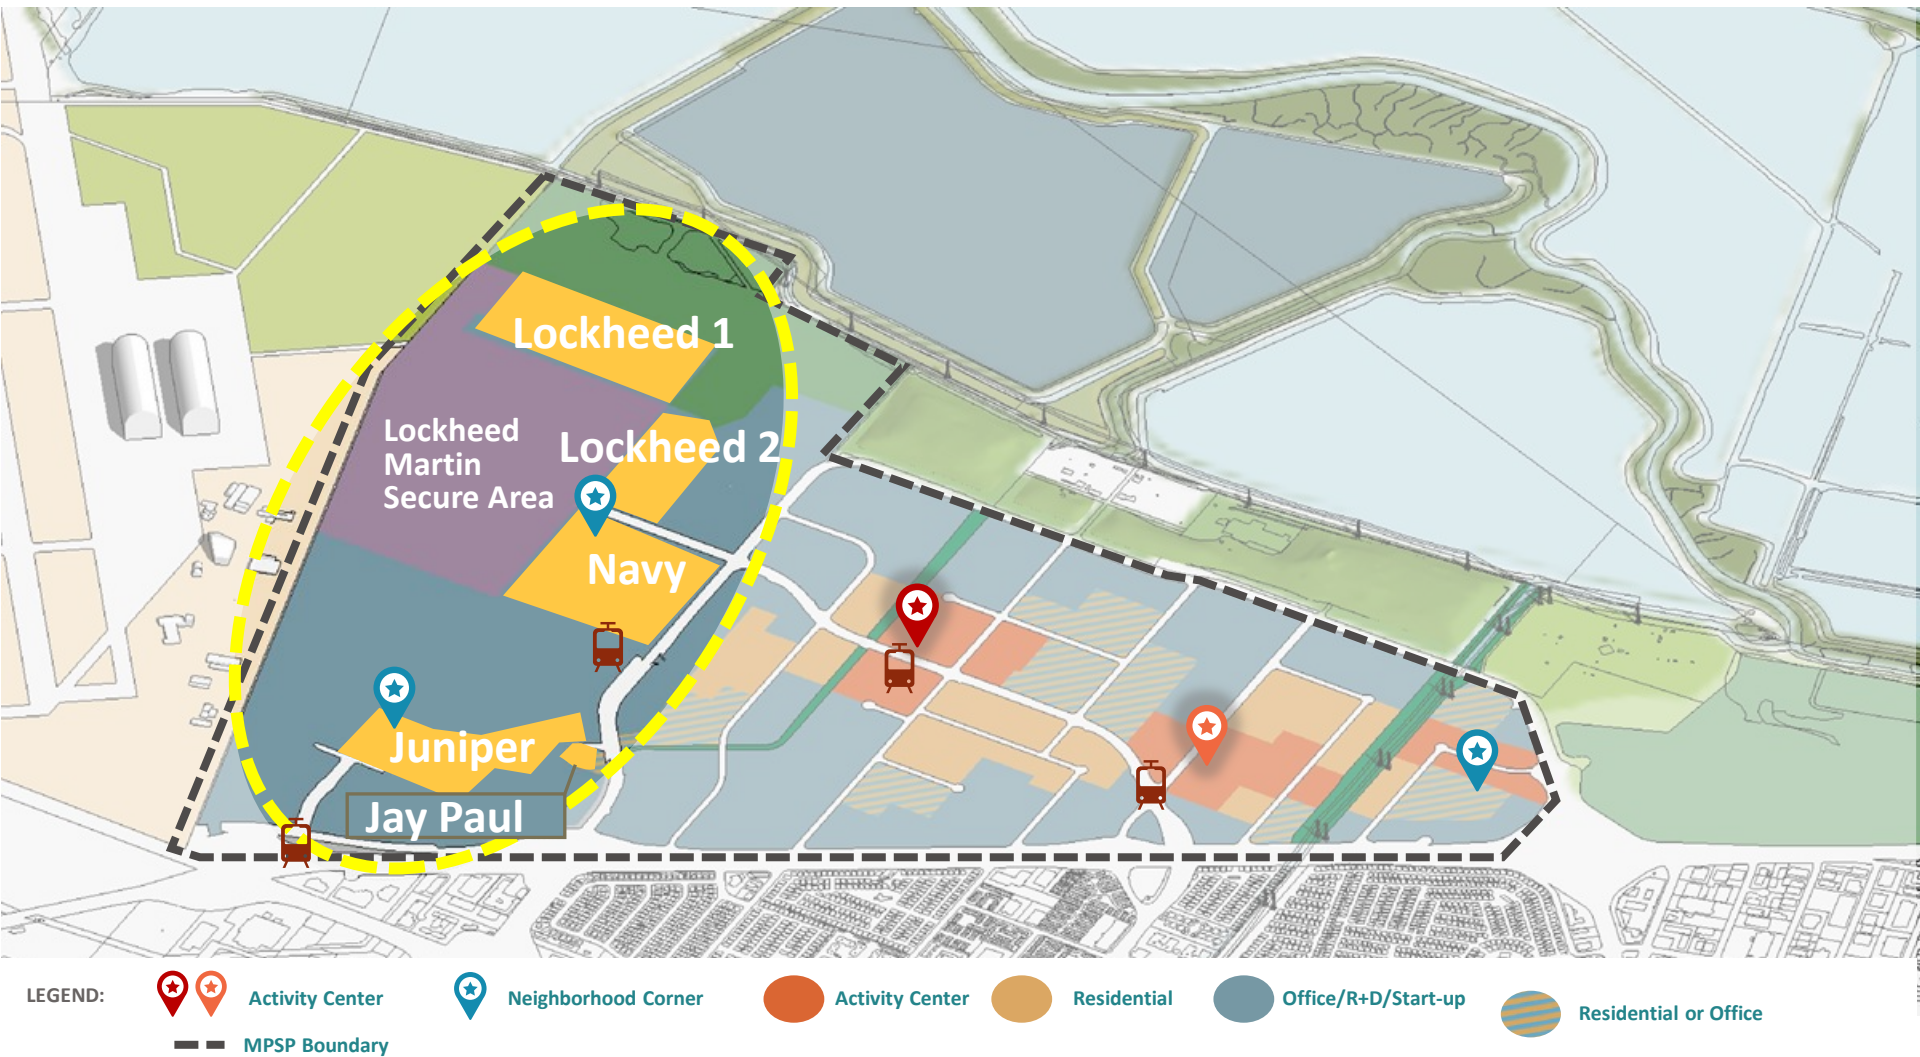 Lockheed 1
Lockheed
Martin
Secure Area
Lockheed 2
Navy
Juniper
Jay Paul
LEGEND:
Activity Center
Neighborhood Corner
Activity Center
Residential
Office/R+D/Start-up
Residential or Office
MPSP Boundary